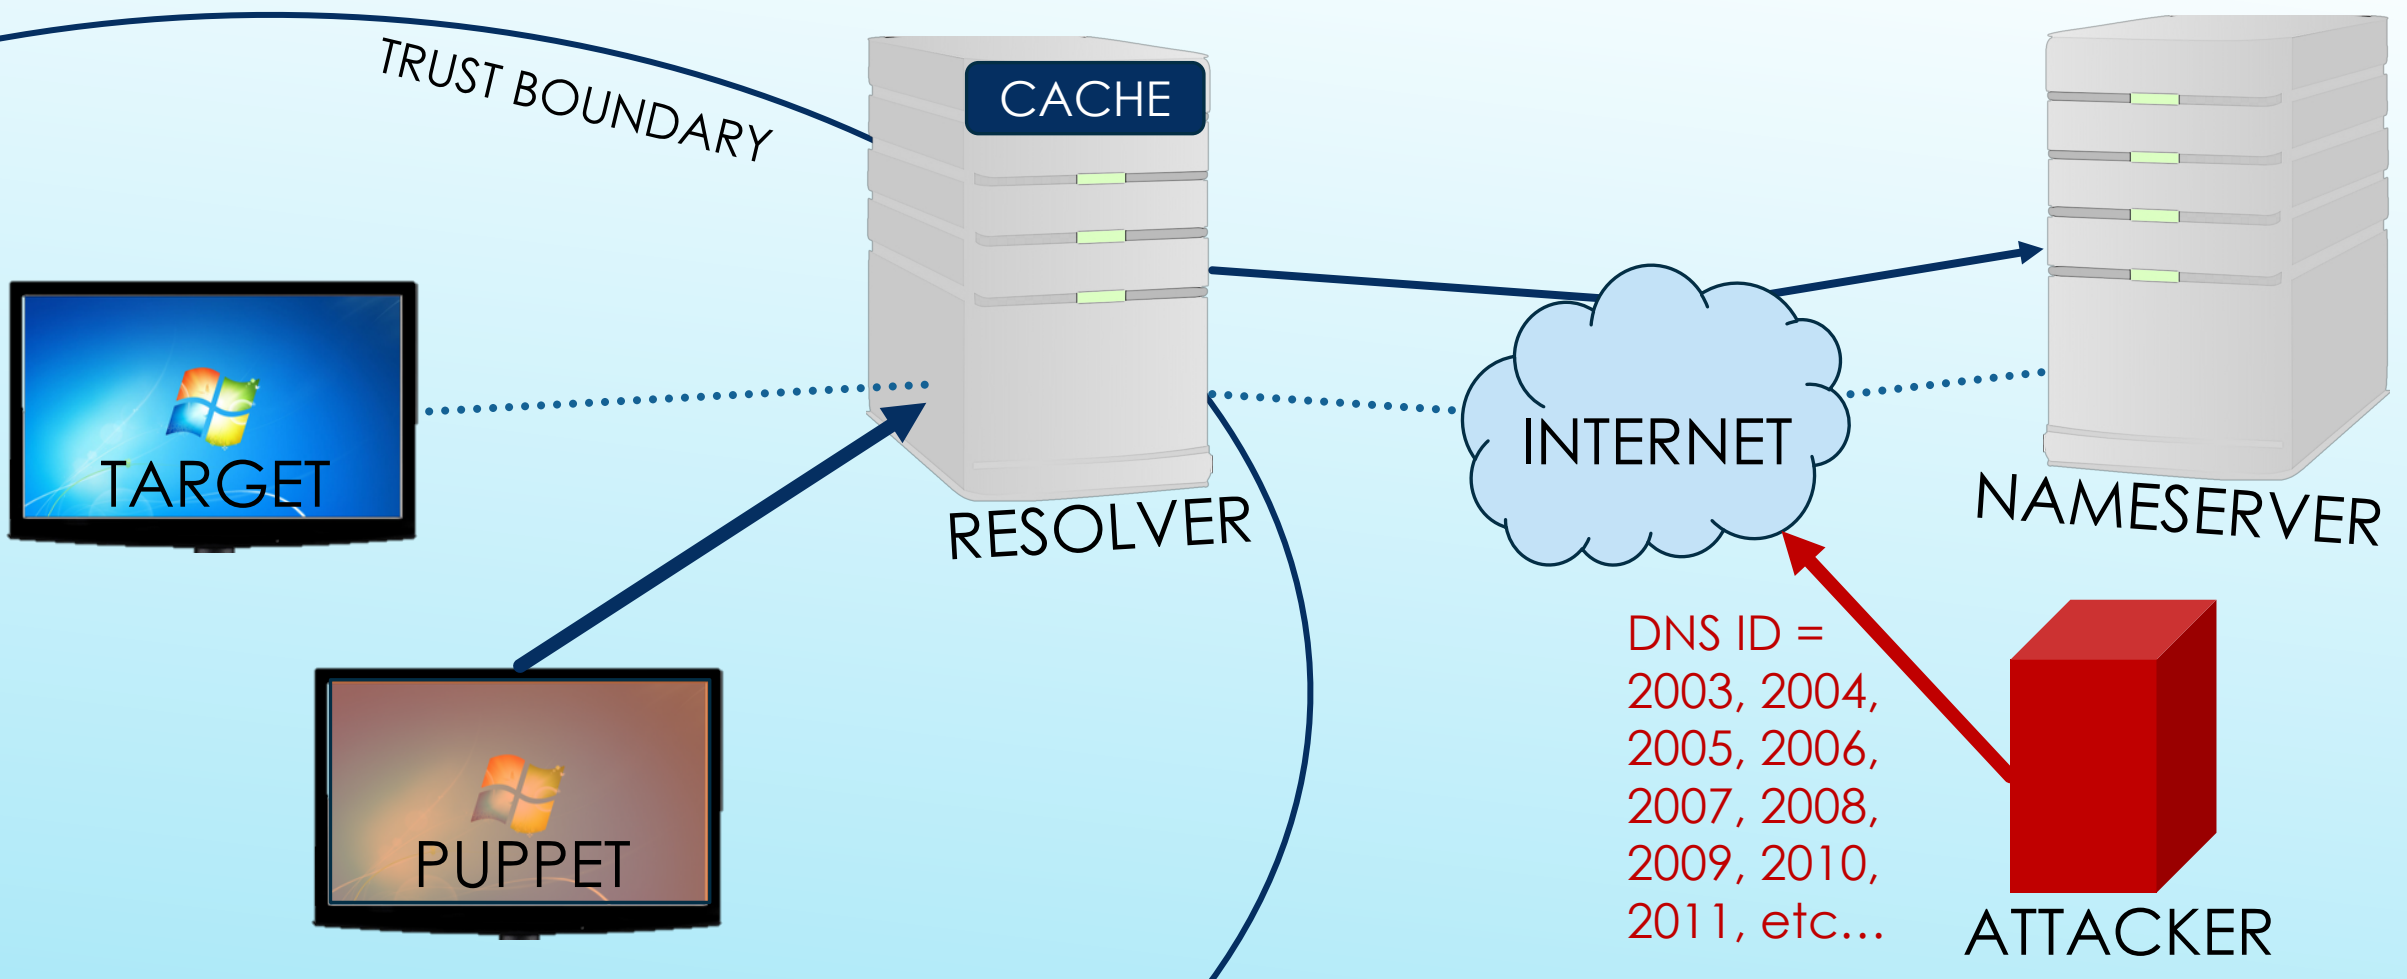 TRUST BOUNDARY
CACHE
TARGET
RESOLVER
INTERNET
NAMESERVER
PUPPET
DNS ID =
2003, 2004,
2005, 2006,
2007, 2008,
2009, 2010,
2011, etc...
ATTACKER